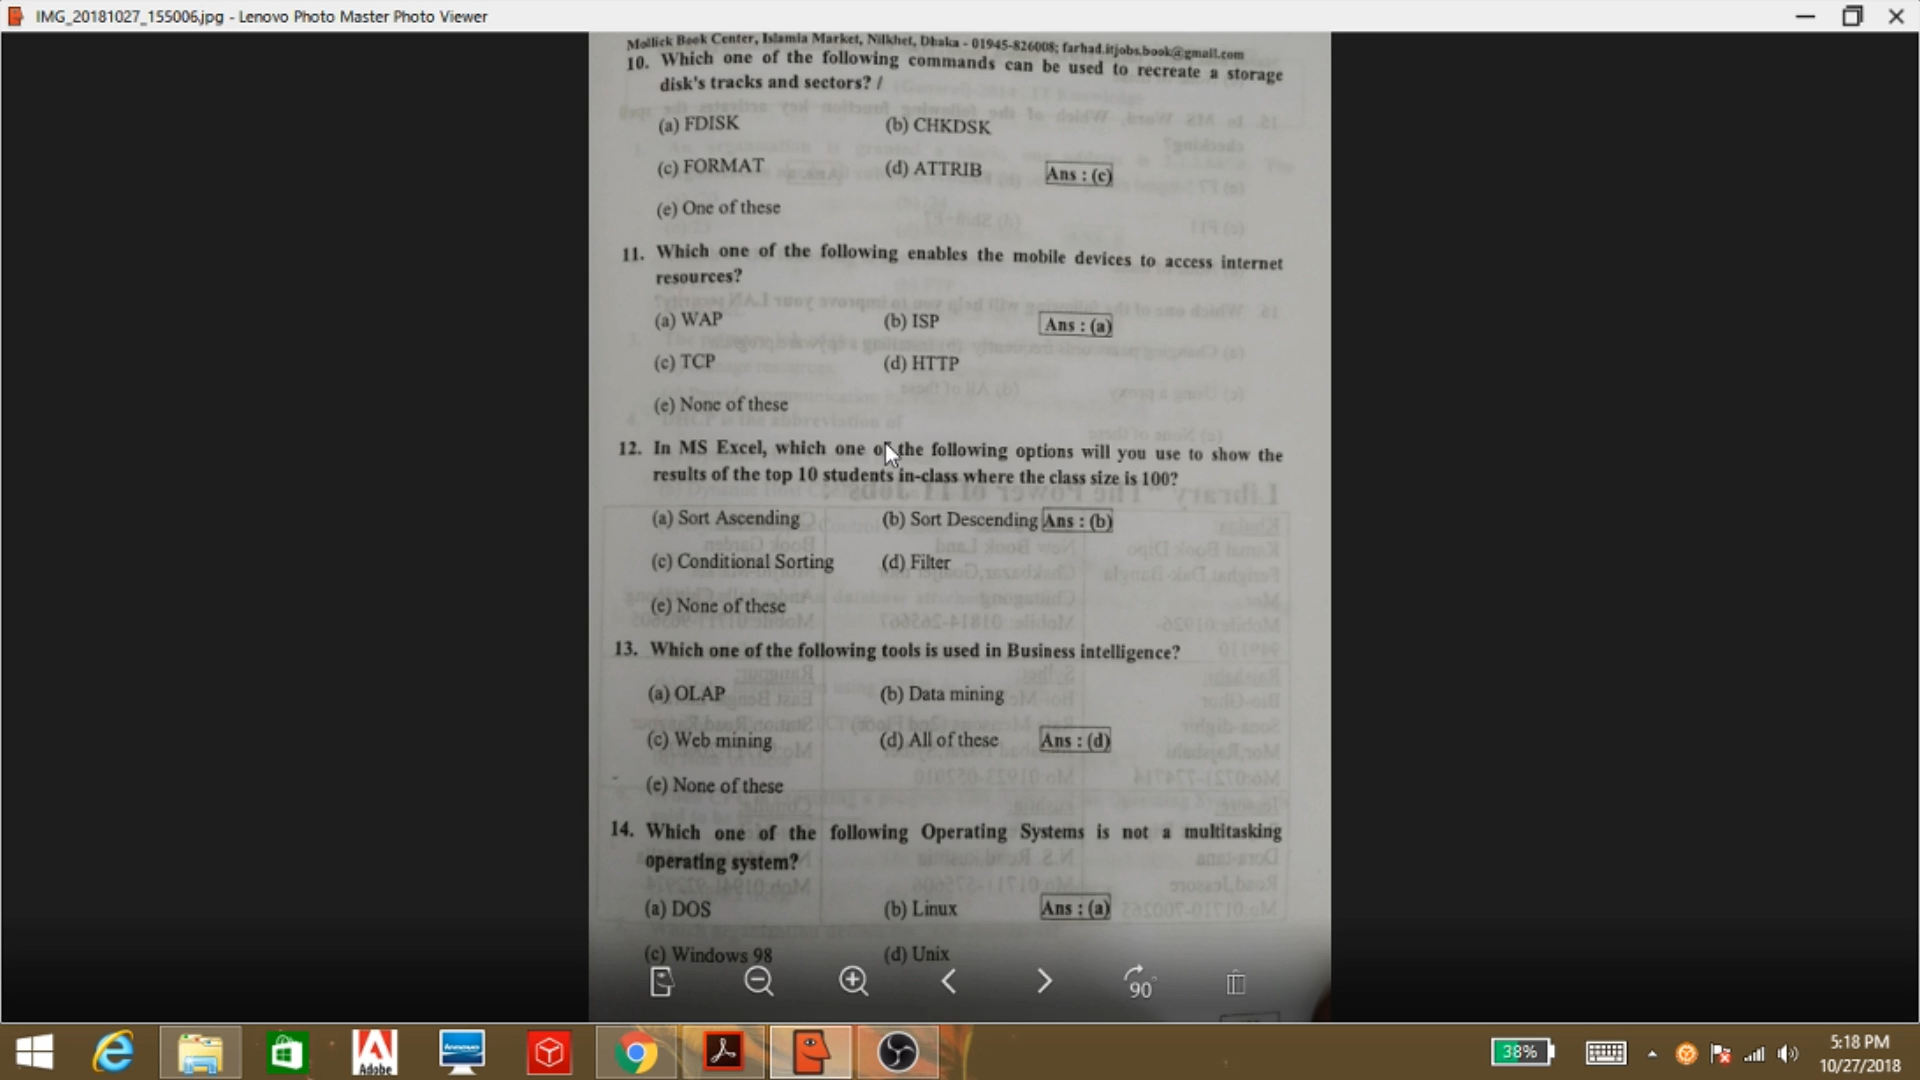 IMG_20181027_155006.jpg - Lenovo Photo Master Photo Viewer
Mollick Book Center, Islamia Market, Nilkhet, Dhaka - 01945-826008; farhad.itjobs.book@gmail.com
10. Which one of the following commands can be used to recreate a storage
disk's tracks and sectors? /
(a) FDISK (b) CHKDSK
(c) FORMAT (d) ATTRIB Ans : (c)
(e) One of these
11. Which one of the following enables the mobile devices to access internet
resources?
(a) WAP (b) ISP Ans : (a)
(c) TCP (d) HTTP
(e) None of these
12. In MS Excel, which one of the following options will you use to show the
results of the top 10 students in-class where the class size is 100?
(a) Sort Ascending (b) Sort Descending Ans : (b)
(c) Conditional Sorting (d) Filter
(e) None of these
13. Which one of the following tools is used in Business intelligence?
(a) OLAP (b) Data mining
(c) Web mining (d) All of these Ans : (d)
(e) None of these
14. Which one of the following Operating Systems is not a multitasking
operating system?
(a) DOS (b) Linux Ans : (a)
(c) Windows 98 (d) Unix
90
Adobe
lenovo
38%
5:18 PM
10/27/2018